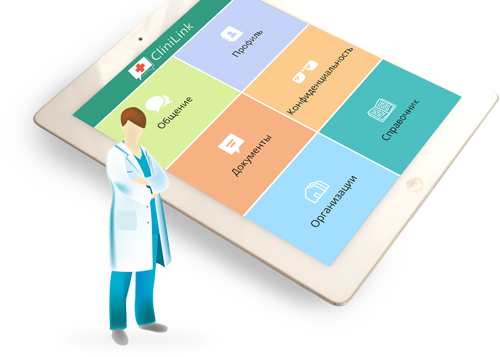 CliniLink
Общение
Профиль
Документы
Конфиденциальность
Организации
Справочник